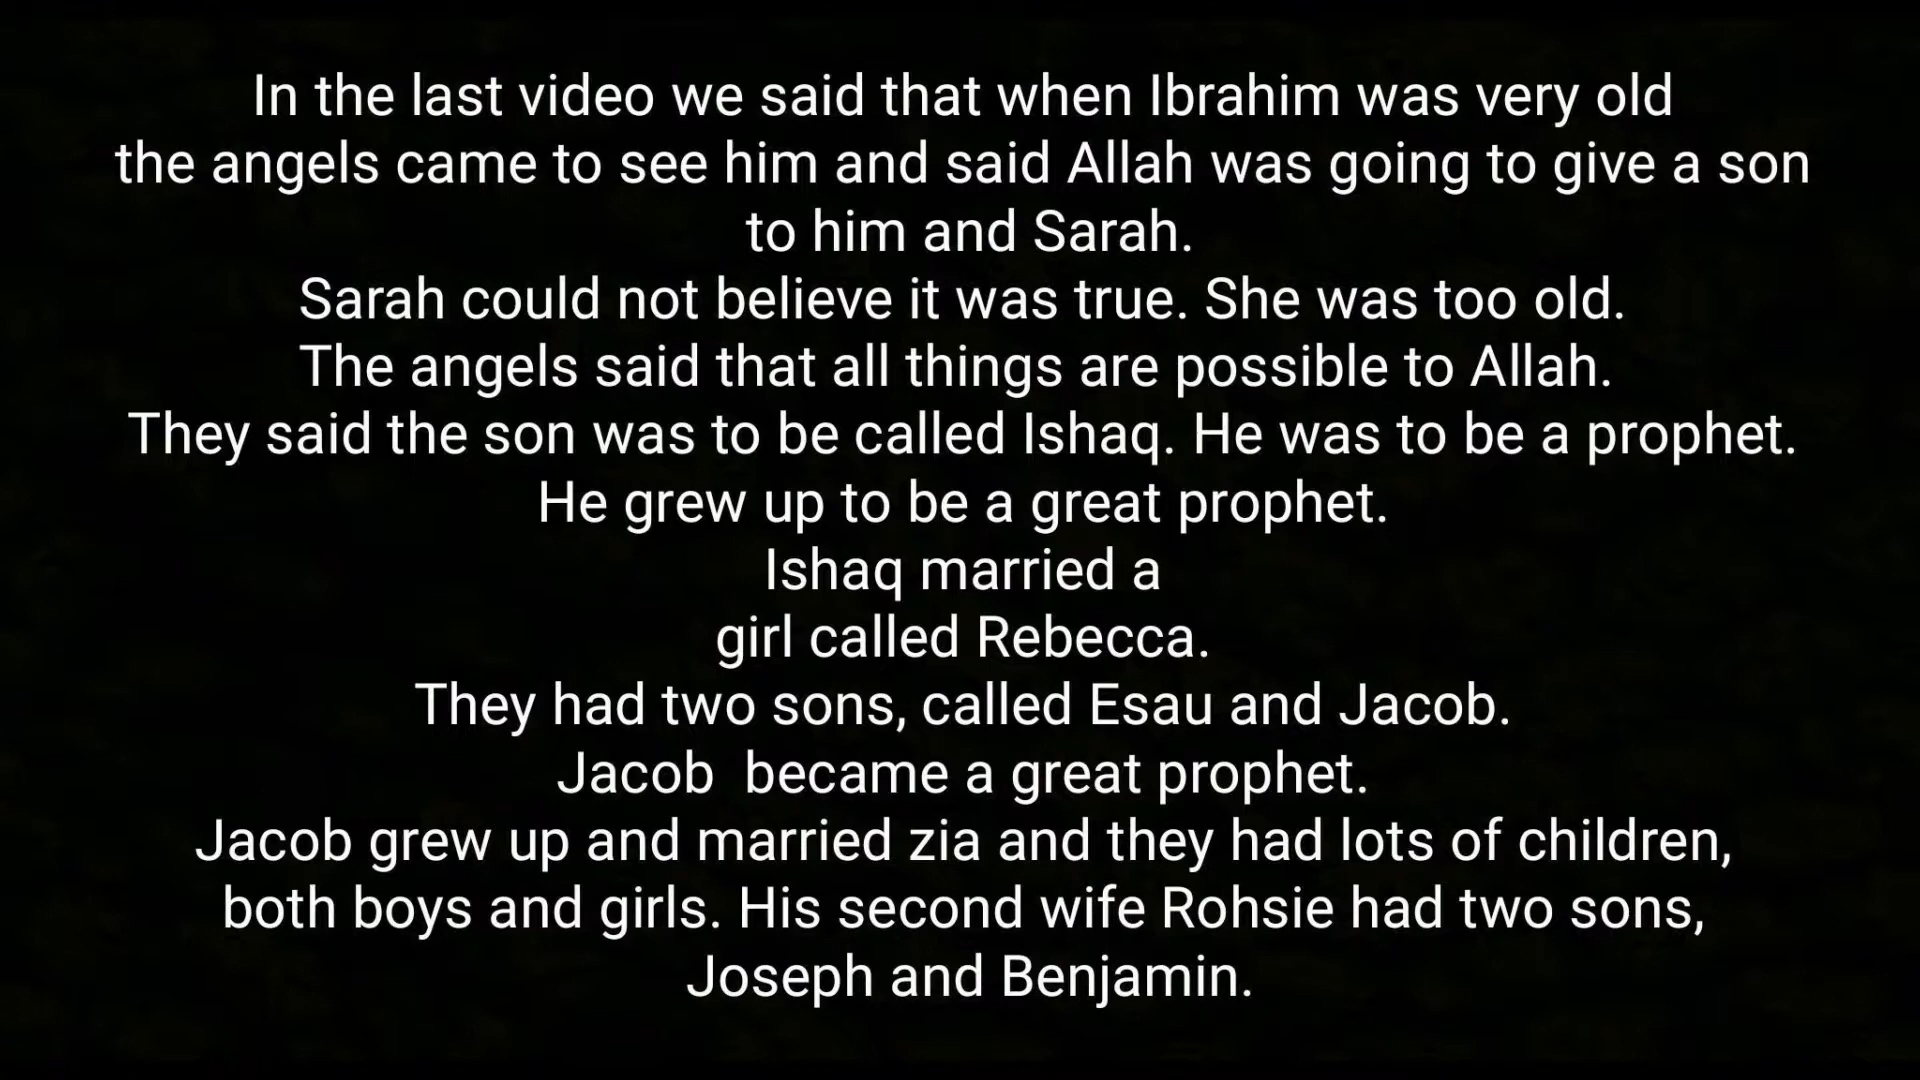 In the last video we said that when Ibrahim was very old
the angels came to see him and said Allah was going to give a son
to him and Sarah.
Sarah could not believe it was true. She was too old.
The angels said that all things are possible to Allah.
They said the son was to be called Ishaq. He was to be a prophet.
He grew up to be a great prophet.
Ishaq married a
girl called Rebecca.
They had two sons, called Esau and Jacob.
Jacob  became a great prophet.
Jacob grew up and married zia and they had lots of children,
both boys and girls. His second wife Rohsie had two sons,
Joseph and Benjamin.